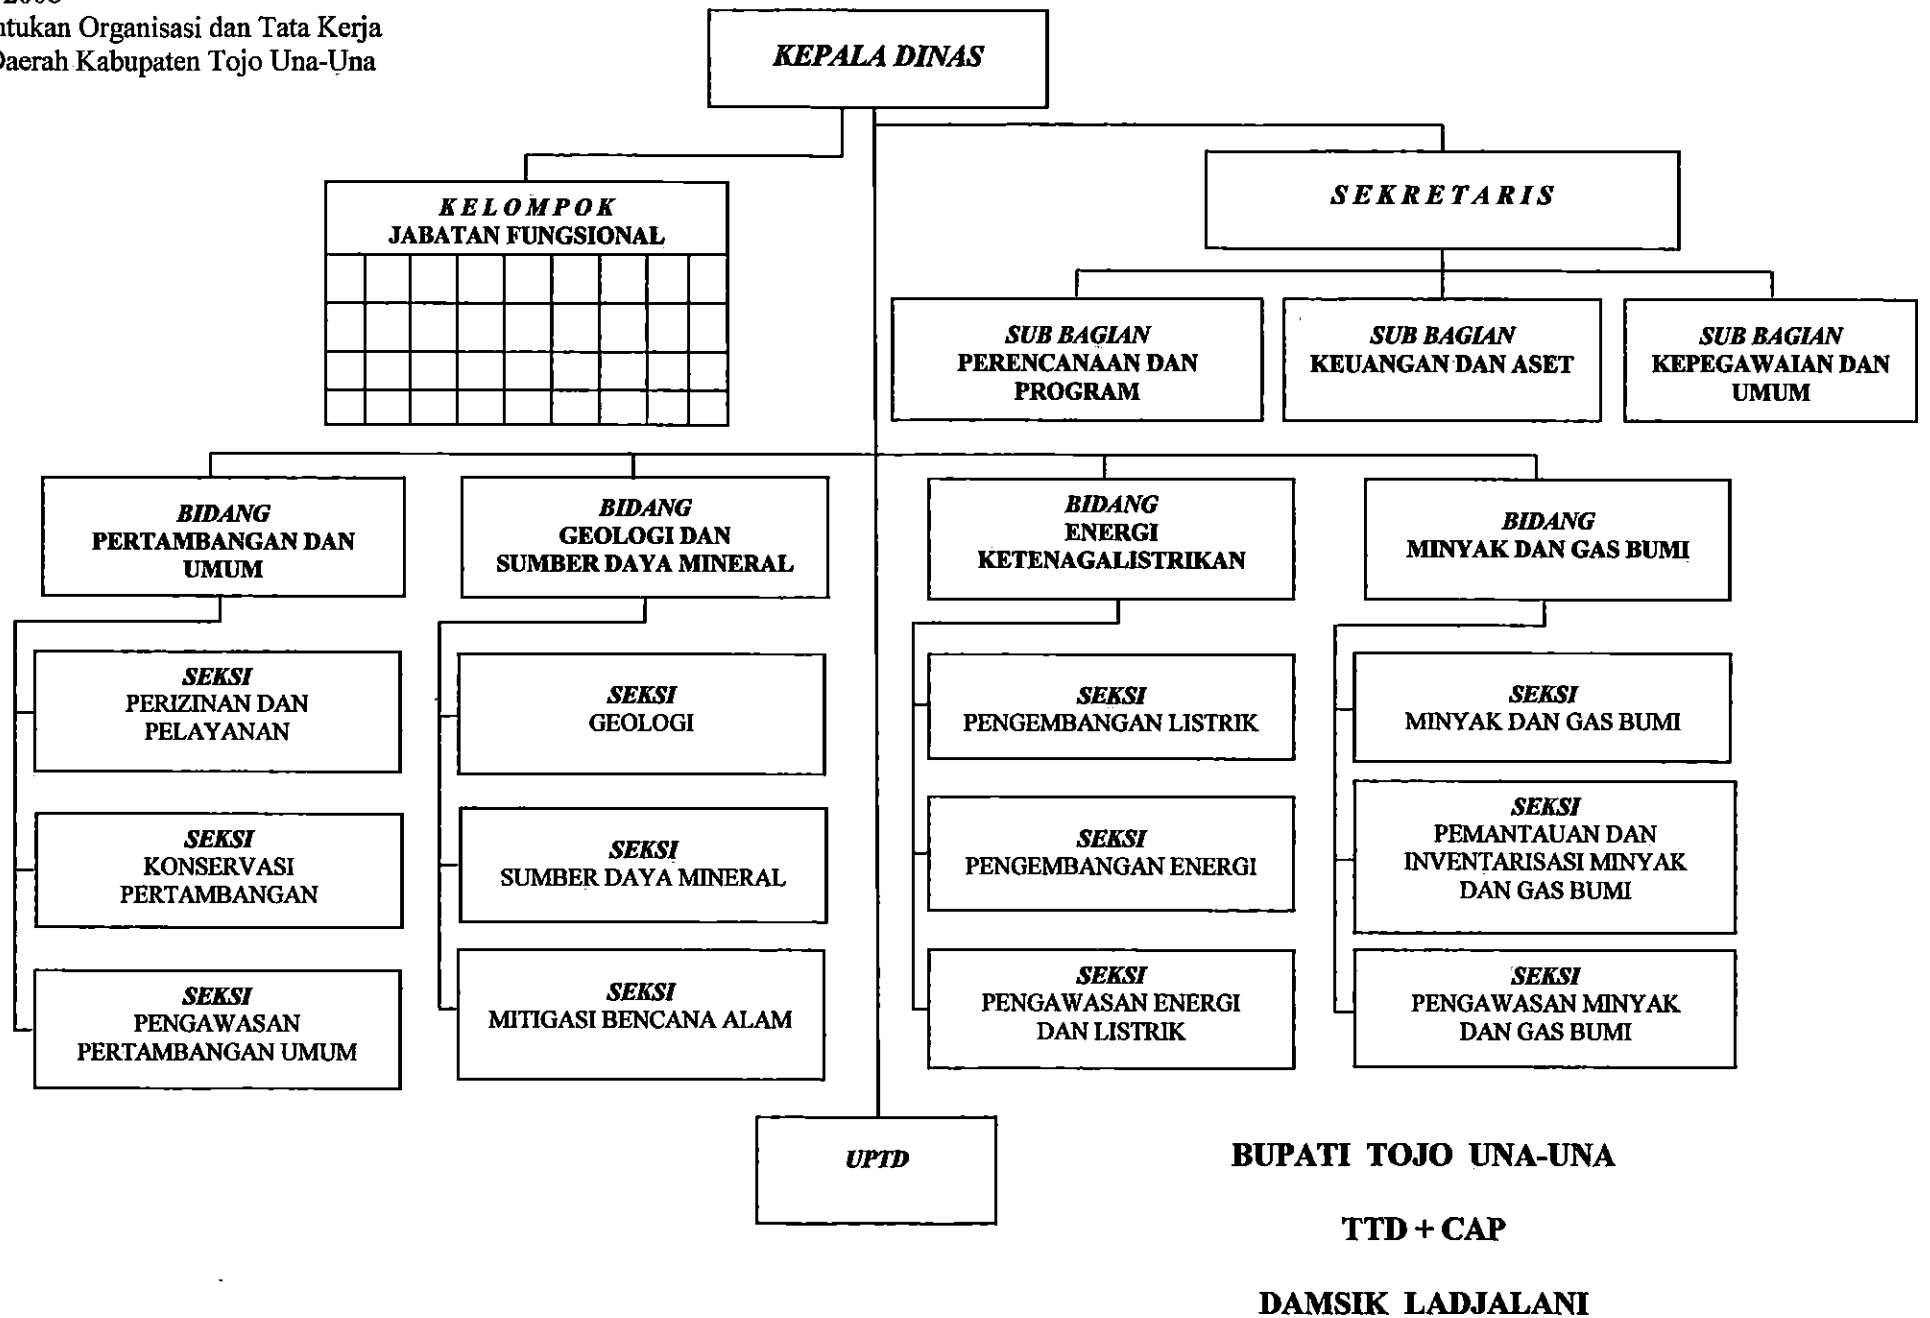 ntukan Organisasi dan Tata Kerja
Daerah Kabupaten Tojo Una-Una
KEPALA DINAS
KELOMPOK
JABATAN FUNGSIONAL
SEKRETARIS
SUB BAGIAN
PERENCANAAN DAN
PROGRAM
SUB BAGIAN
KEUANGAN DAN ASET
SUB BAGIAN
KEPEGAWAIAN DAN
UMUM
BIDANG
PERTAMBANGAN DAN
UMUM
BIDANG
GEOLOGI DAN
SUMBER DAYA MINERAL
BIDANG
ENERGI
KETENAGALISTRIKAN
BIDANG
MINYAK DAN GAS BUMI
SEKSI
PERIZINAN DAN
PELAYANAN
SEKSI
GEOLOGI
SEKSI
PENGEMBANGAN LISTRIK
SEKSI
MINYAK DAN GAS BUMI
SEKSI
KONSERVASI
PERTAMBANGAN
SEKSI
SUMBER DAYA MINERAL
SEKSI
PENGEMBANGAN ENERGI
SEKSI
PEMANTAUAN DAN
INVENTARISASI MINYAK
DAN GAS BUMI
SEKSI
PENGAWASAN
PERTAMBANGAN UMUM
SEKSI
MITIGASI BENCANA ALAM
SEKSI
PENGAWASAN ENERGI
DAN LISTRIK
SEKSI
PENGAWASAN MINYAK
DAN GAS BUMI
UPTD
BUPATI TOJO UNA-UNA
TTD + CAP
DAMSIK LADJALANI